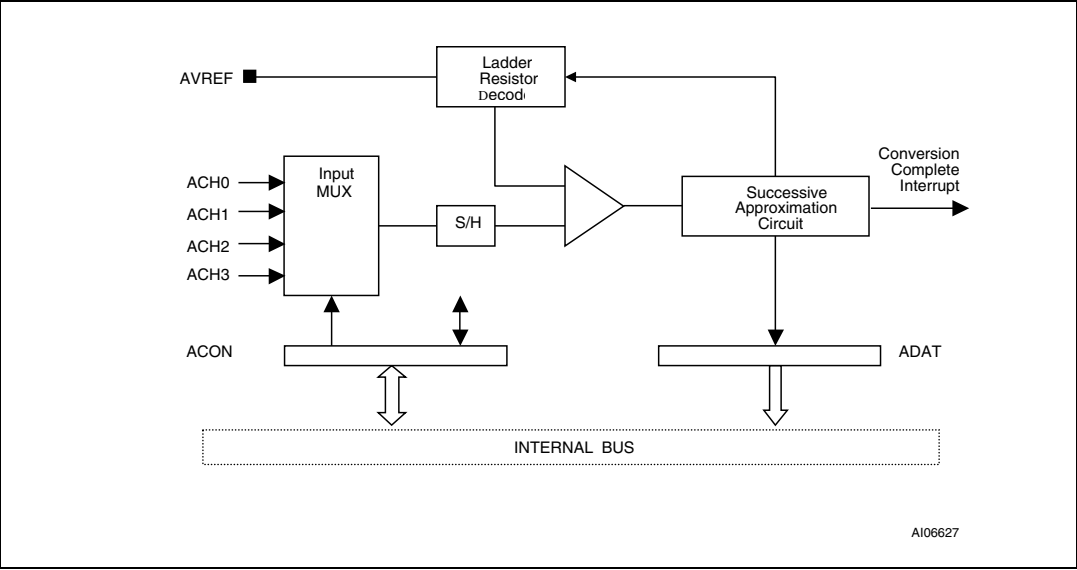 AVREF
Ladder
Resistor
Decode
Conversion
Complete
Interrupt
ACH0
ACH1
ACH2
ACH3
Input
MUX
S/H
Successive
Approximation
Circuit
ACON
ADAT
INTERNAL BUS
AI06627